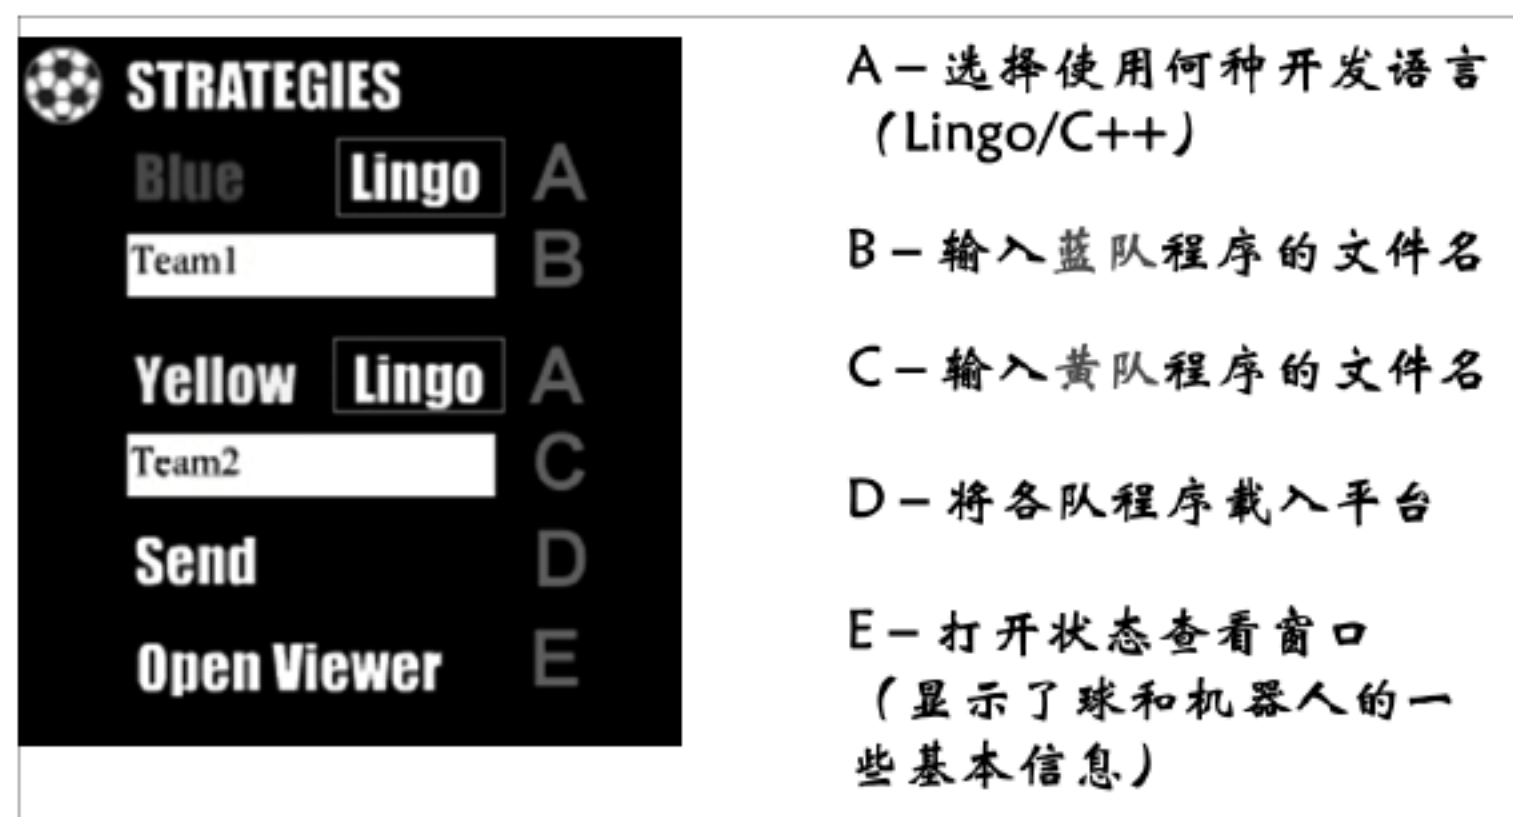 STRATEGIES
Blue Lingo A
Team1 B
Yellow Lingo A
Team2 C
Send D
Open Viewer E
A－选择使用何种开发语言
（Lingo/C++）
B－输入蓝队程序的文件名
C－输入黄队程序的文件名
D－将各队程序载入平台
E－打开状态查看窗口
（显示了球和机器人的一
些基本信息）